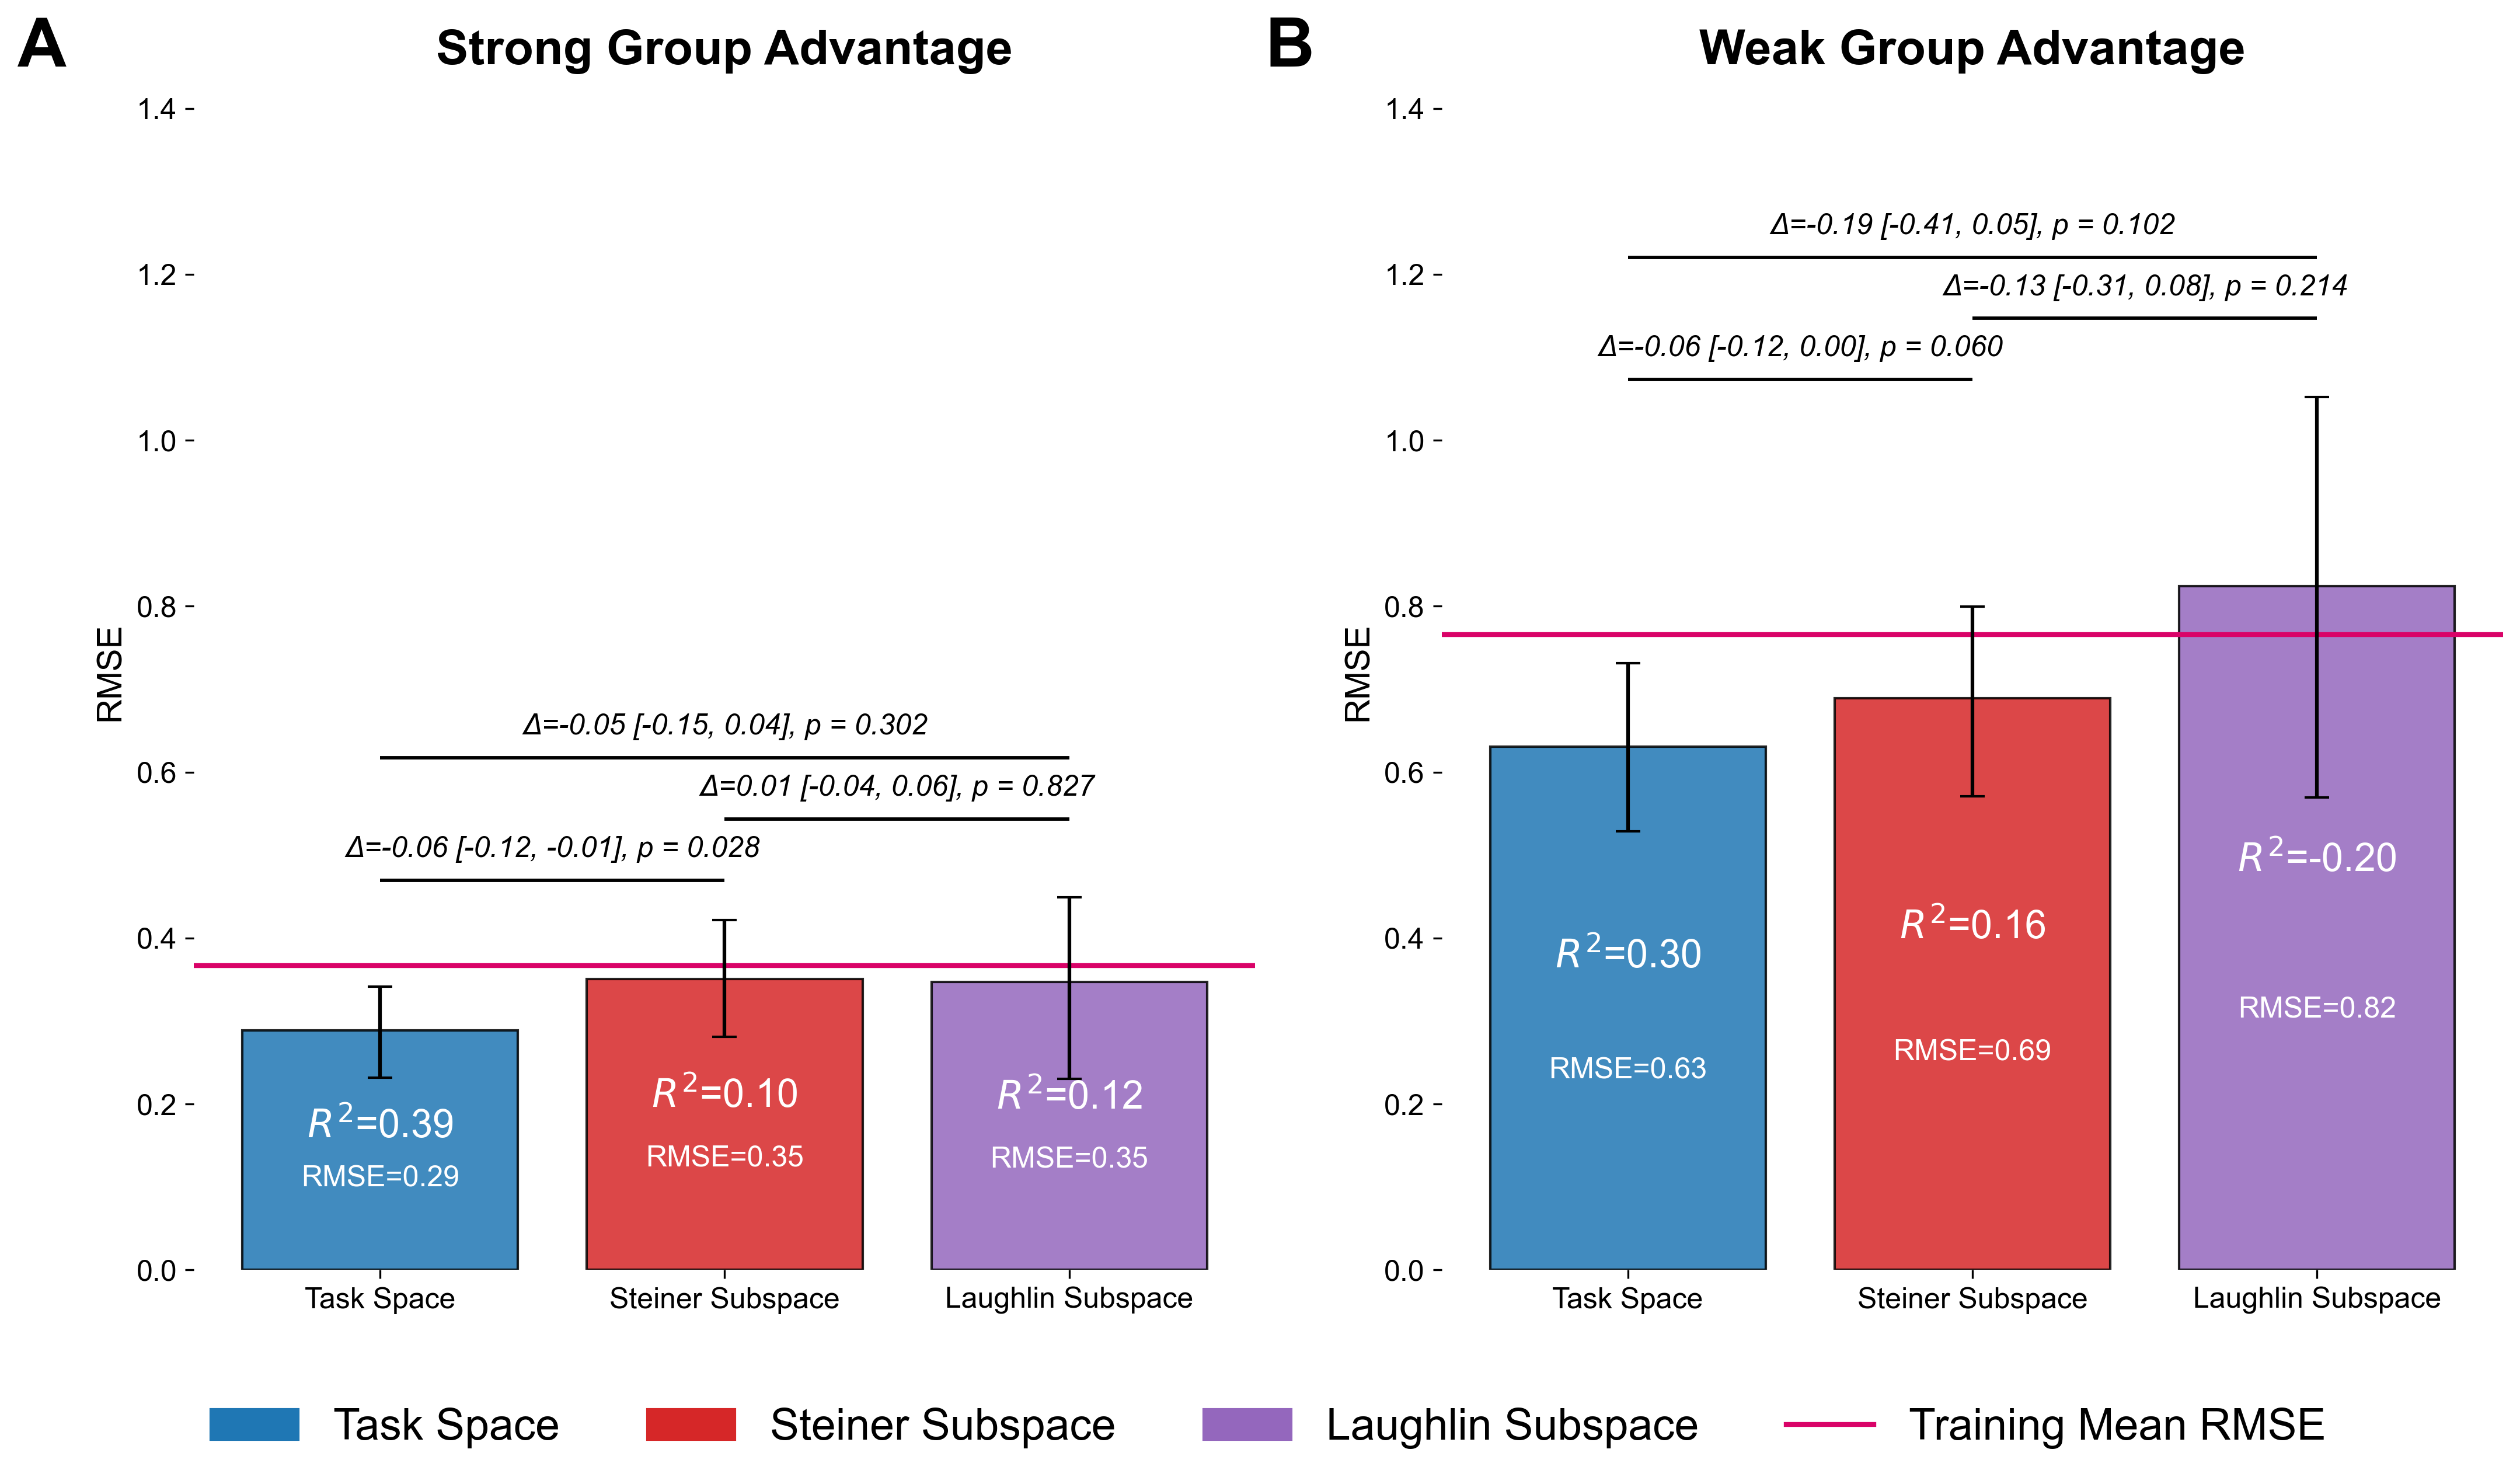 A
Strong Group Advantage
1.4
1.2
1.0
0.8
0.6
0.4
0.2
0.0
RMSE
Δ=-0.05 [-0.15, 0.04], p = 0.302
Δ=0.01 [-0.04, 0.06], p = 0.827
Δ=-0.06 [-0.12, -0.01], p = 0.028
R²=0.39
RMSE=0.29
R²=0.10
RMSE=0.35
R²=0.12
RMSE=0.35
Task Space
Steiner Subspace
Laughlin Subspace
B
Weak Group Advantage
1.4
1.2
1.0
0.8
0.6
0.4
0.2
0.0
RMSE
Δ=-0.19 [-0.41, 0.05], p = 0.102
Δ=-0.13 [-0.31, 0.08], p = 0.214
Δ=-0.06 [-0.12, 0.00], p = 0.060
R²=0.30
RMSE=0.63
R²=0.16
RMSE=0.69
R²=-0.20
RMSE=0.82
Task Space
Steiner Subspace
Laughlin Subspace
Task Space
Steiner Subspace
Laughlin Subspace
Training Mean RMSE